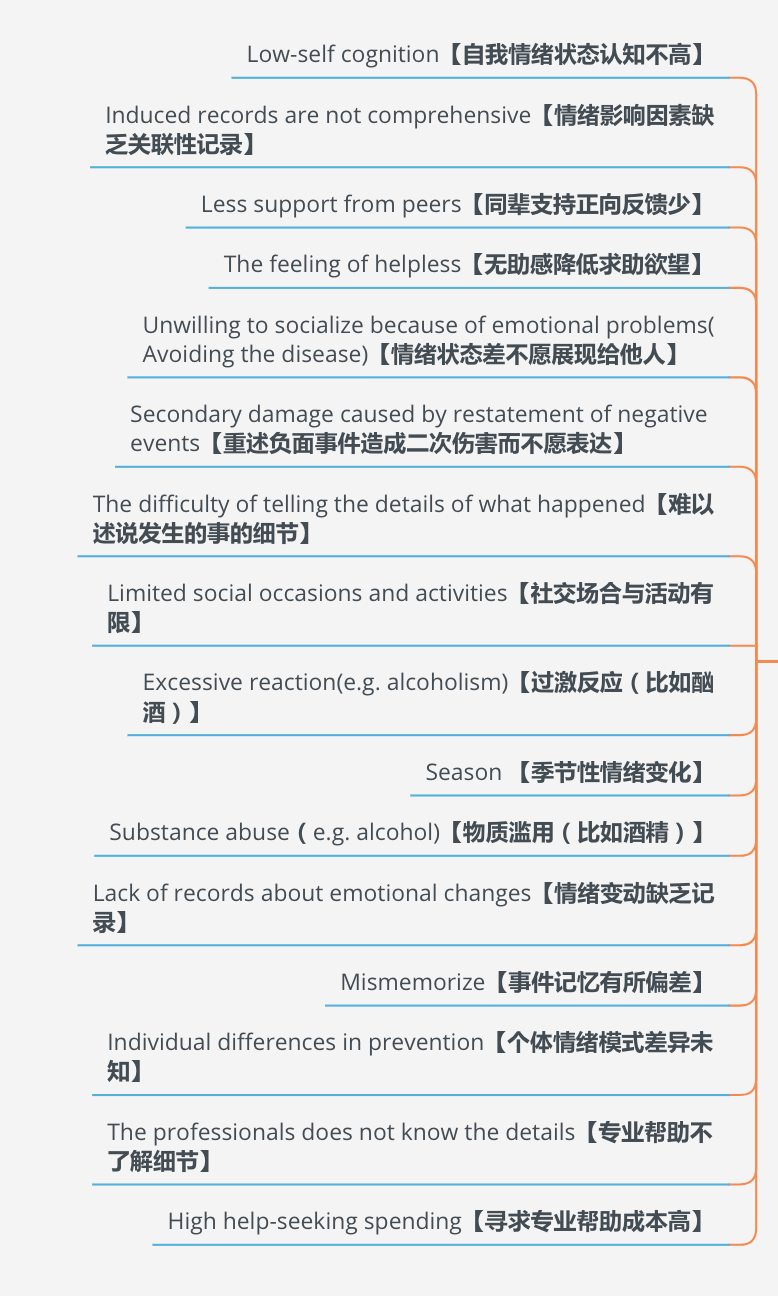 Low-self cognition【自我情绪状态认知不高】
Induced records are not comprehensive【情绪影响因素缺
乏关联性记录】
Less support from peers【同辈支持正向反馈少】
The feeling of helpless【无助感降低求助欲望】
Unwilling to socialize because of emotional problems(
Avoiding the disease)【情绪状态差不愿展现给他人】
Secondary damage caused by restatement of negative
events【重述负面事件造成二次伤害而不愿表达】
The difficulty of telling the details of what happened【难以
述说发生的事的细节】
Limited social occasions and activities【社交场合与活动有
限】
Excessive reaction(e.g. alcoholism)【过激反应（比如酗
酒）】
Season 【季节性情绪变化】
Substance abuse（e.g. alcohol)【物质滥用（比如酒精）】
Lack of records about emotional changes【情绪变动缺乏记
录】
Mismemorize【事件记忆有所偏差】
Individual differences in prevention【个体情绪模式差异未
知】
The professionals does not know the details【专业帮助不
了解细节】
High help-seeking spending【寻求专业帮助成本高】